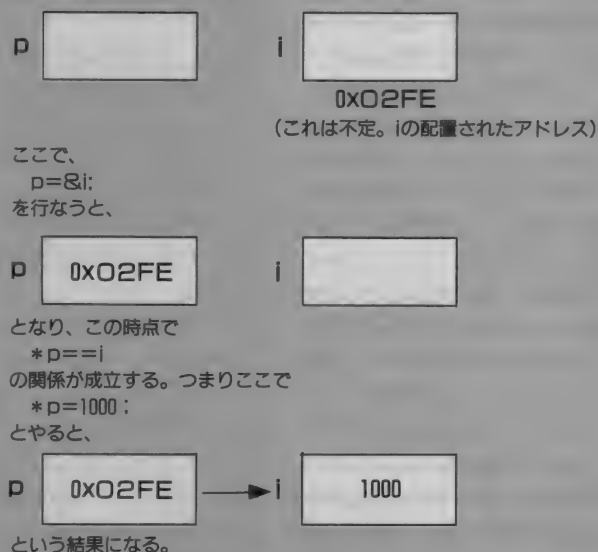 p i
0X02FE
(これは不定。iの配置されたアドレス)
ここで、
p=&i;
を行なうと、
p 0X02FE i
となり、この時点で
*p==i
の関係が成立する。つまりここで
*p=1000:
とやると、
p 0X02FE i 1000
という結果になる。